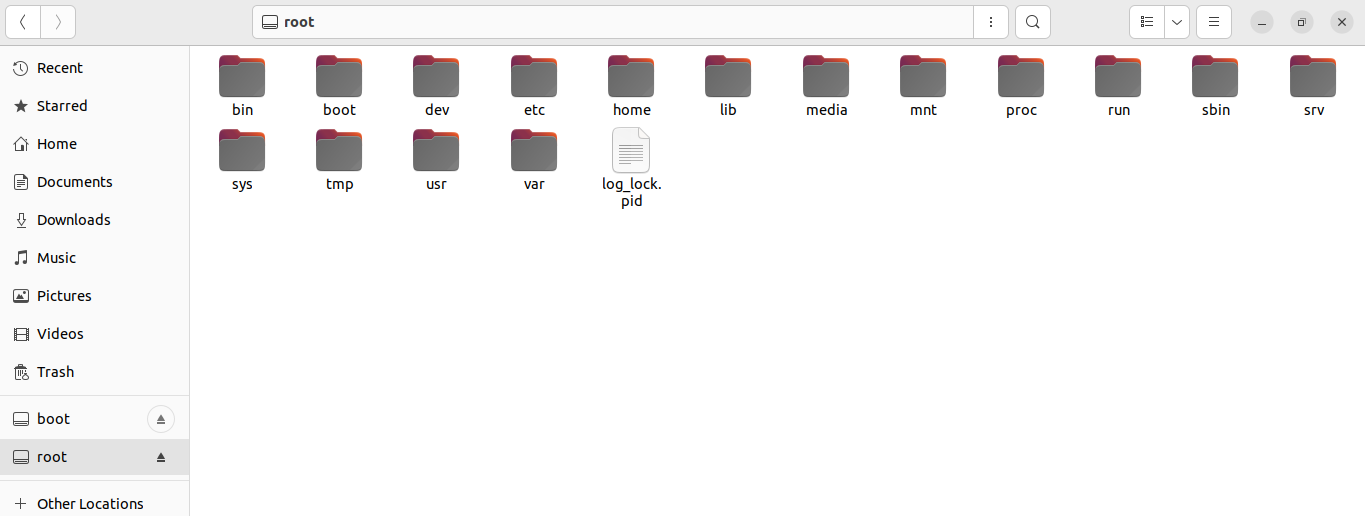 root
Recent
Starred
Home
Documents
Downloads
Music
Pictures
Videos
Trash
boot
root
Other Locations
bin boot dev etc home lib media mnt proc run sbin srv
sys tmp usr var log_lock.
pid